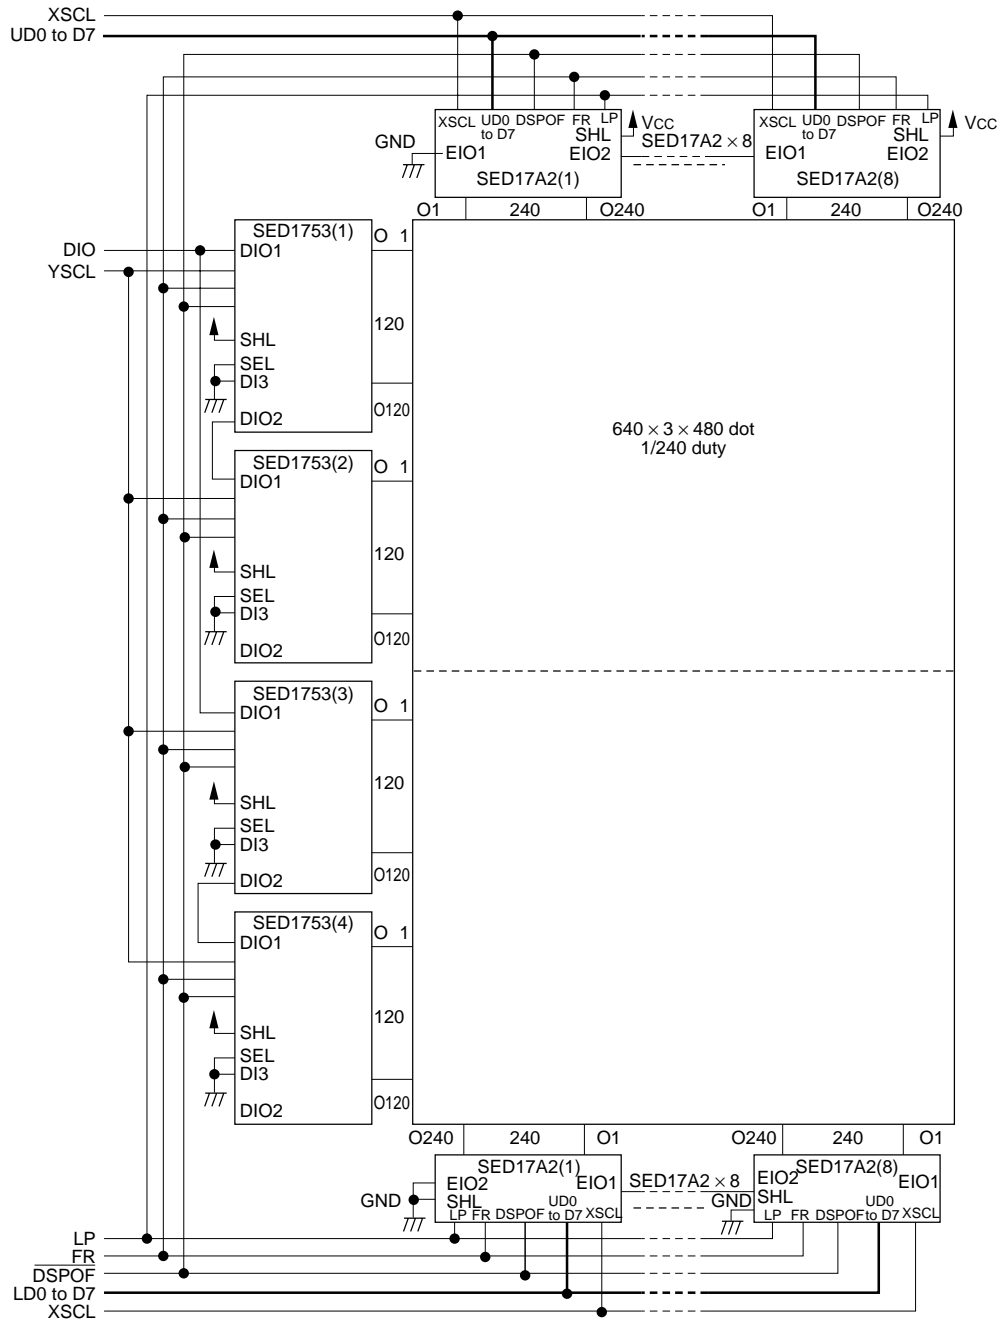 XSCL
UD0 to D7
XSCL UD0 to D7 DSPOF FR LP
SHL
VCC
GND
EIO1
EIO2
SED17A2(1)
SED17A2 × 8
XSCL UD0 to D7 DSPOF FR LP
SHL
VCC
EIO1
EIO2
SED17A2(8)
O1 240 O240
O1 240 O240
DIO
YSCL
SED1753(1)
DIO1
SHL
SEL
DI3
DIO2
O 1
120
O120
SED1753(2)
DIO1
SHL
SEL
DI3
DIO2
O 1
120
O120
640 × 3 × 480 dot
1/240 duty
SED1753(3)
DIO1
SHL
SEL
DI3
DIO2
O 1
120
O120
SED1753(4)
DIO1
SHL
SEL
DI3
DIO2
O 1
120
O120
O240 240 O1
O240 240 O1
SED17A2(1)
EIO2
EIO1
GND
SHL
LP FR DSPOF UD0 to D7 XSCL
SED17A2 × 8
SED17A2(8)
EIO2
EIO1
GND
SHL
LP FR DSPOF UD0 to D7 XSCL
LP
FR
DSPOF
LD0 to D7
XSCL